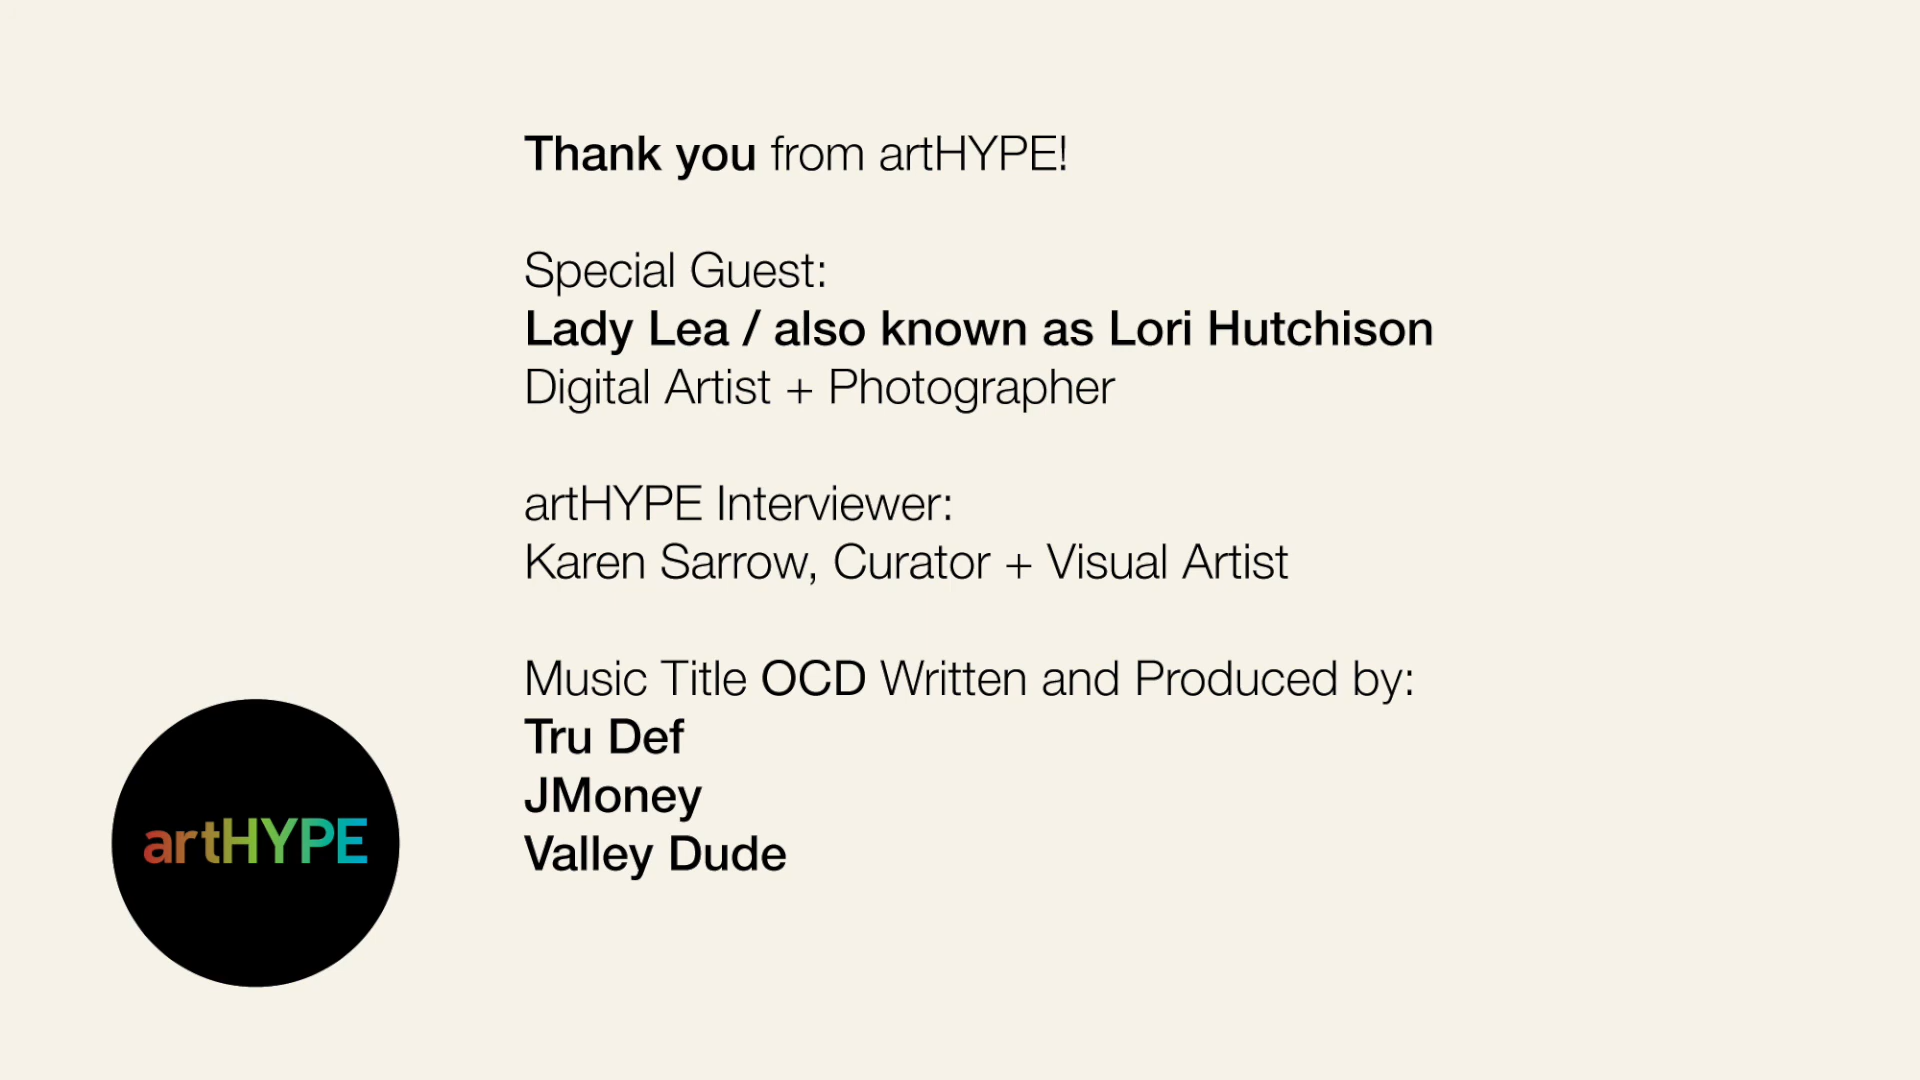 Thank you from artHYPE!
Special Guest:
Lady Lea / also known as Lori Hutchison
Digital Artist + Photographer
artHYPE Interviewer:
Karen Sarrow, Curator + Visual Artist
Music Title OCD Written and Produced by:
Tru Def
JMoney
Valley Dude
artHYPE